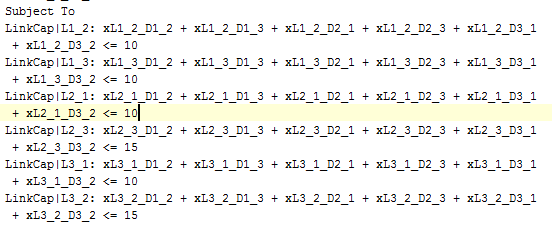 Subject To
LinkCap|L1_2: xL1_2_D1_2 + xL1_2_D1_3 + xL1_2_D2_1 + xL1_2_D2_3 + xL1_2_D3_1
+ xL1_2_D3_2 <= 10
LinkCap|L1_3: xL1_3_D1_2 + xL1_3_D1_3 + xL1_3_D2_1 + xL1_3_D2_3 + xL1_3_D3_1
+ xL1_3_D3_2 <= 10
LinkCap|L2_1: xL2_1_D1_2 + xL2_1_D1_3 + xL2_1_D2_1 + xL2_1_D2_3 + xL2_1_D3_1
+ xL2_1_D3_2 <= 10
LinkCap|L2_3: xL2_3_D1_2 + xL2_3_D1_3 + xL2_3_D2_1 + xL2_3_D2_3 + xL2_3_D3_1
+ xL2_3_D3_2 <= 15
LinkCap|L3_1: xL3_1_D1_2 + xL3_1_D1_3 + xL3_1_D2_1 + xL3_1_D2_3 + xL3_1_D3_1
+ xL3_1_D3_2 <= 10
LinkCap|L3_2: xL3_2_D1_2 + xL3_2_D1_3 + xL3_2_D2_1 + xL3_2_D2_3 + xL3_2_D3_1
+ xL3_2_D3_2 <= 15